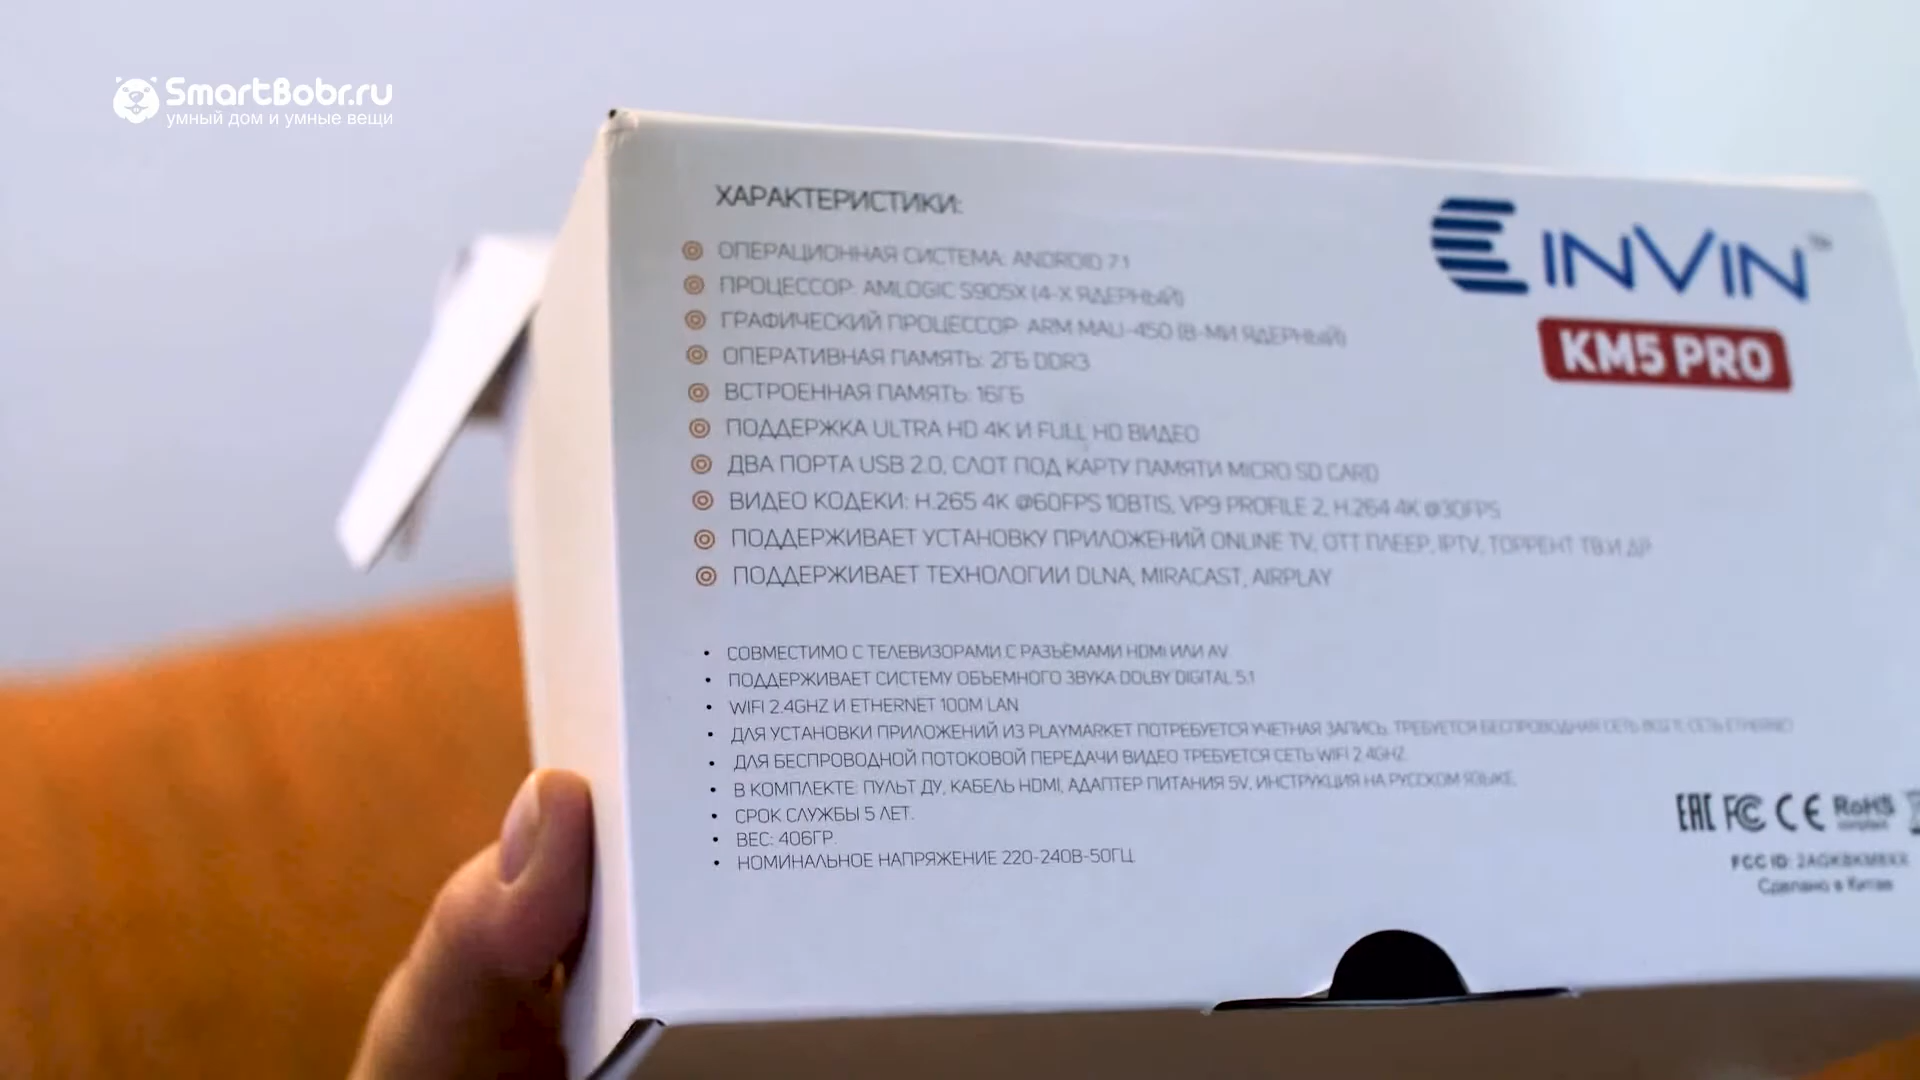 SmartBobr.ru
умный дом и умные вещи
ХАРАКТЕРИСТИКИ:
INVIN
KM5 PRO
ОПЕРАЦИОННАЯ СИСТЕМА: ANDROID 7.1
ПРОЦЕССОР: AMLOGIC S905X (4-Х ЯДЕРНЫЙ)
ГРАФИЧЕСКИЙ ПРОЦЕССОР: ARM MAU-450 (8-МИ ЯДЕРНЫЙ)
ОПЕРАТИВНАЯ ПАМЯТЬ: 2ГБ DDR3
ВСТРОЕННАЯ ПАМЯТЬ: 16ГБ
ПОДДЕРЖКА ULTRA HD 4K И FULL HD ВИДЕО
ДВА ПОРТА USB 2.0, СЛОТ ПОД КАРТУ ПАМЯТИ MICRO SD CARD
ВИДЕО КОДЕКИ: H.265 4K @60FPS 10BTIS, VP9 PROFILE 2, H.264 4K @30FPS
ПОДДЕРЖИВАЕТ УСТАНОВКУ ПРИЛОЖЕНИЙ ONLINE TV, ОТТ ПЛЕЕР, IPTV, ТОРРЕНТ ТВ И ДР
ПОДДЕРЖИВАЕТ ТЕХНОЛОГИИ DLNA, MIRACAST, AIRPLAY
• СОВМЕСТИМО С ТЕЛЕВИЗОРАМИ С РАЗЪЁМАМИ HDMI ИЛИ AV
• ПОДДЕРЖИВАЕТ СИСТЕМУ ОБЪЕМНОГО ЗВУКА DOLBY DIGITAL 5.1
• WIFI 2.4GHZ И ETHERNET 100M LAN
• ДЛЯ УСТАНОВКИ ПРИЛОЖЕНИЙ ИЗ PLAYMARKET ПОТРЕБУЕТСЯ УЧЕТНАЯ ЗАПИСЬ. ТРЕБУЕТСЯ БЕСПРОВОДНАЯ СЕТЬ СЕТЬ ETHERNET
• ДЛЯ БЕСПРОВОДНОЙ ПОТОКОВОЙ ПЕРЕДАЧИ ВИДЕО ТРЕБУЕТСЯ СЕТЬ WIFI 2.4GHZ
• В КОМПЛЕКТЕ: ПУЛЬТ ДУ, КАБЕЛЬ HDMI, АДАПТЕР ПИТАНИЯ 5V, ИНСТРУКЦИЯ НА РУССКОМ ЯЗЫКЕ.
• СРОК СЛУЖБЫ 5 ЛЕТ.
• ВЕС: 406ГР.
• НОМИНАЛЬНОЕ НАПРЯЖЕНИЕ 220-240В-50ГЦ
EAC FC CE RoHS
FCC ID:
Сделано в Китае